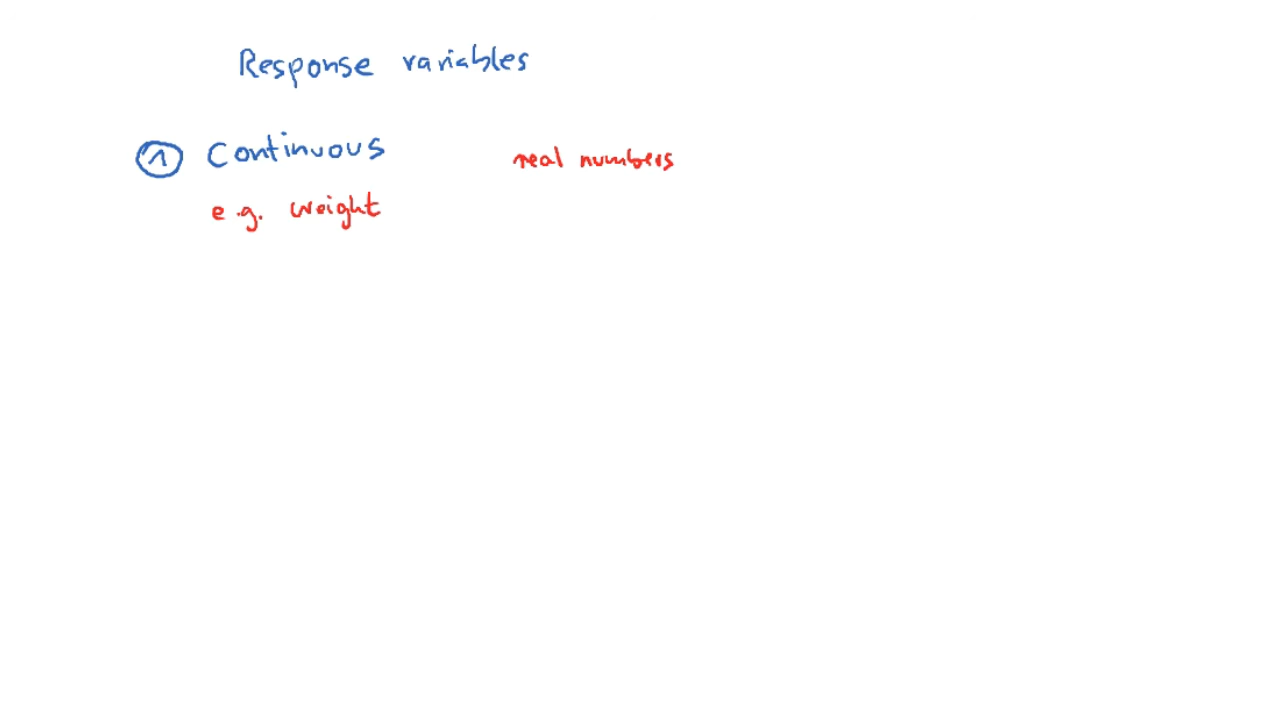 Response variables
① Continuous real numbers
e.g. weight